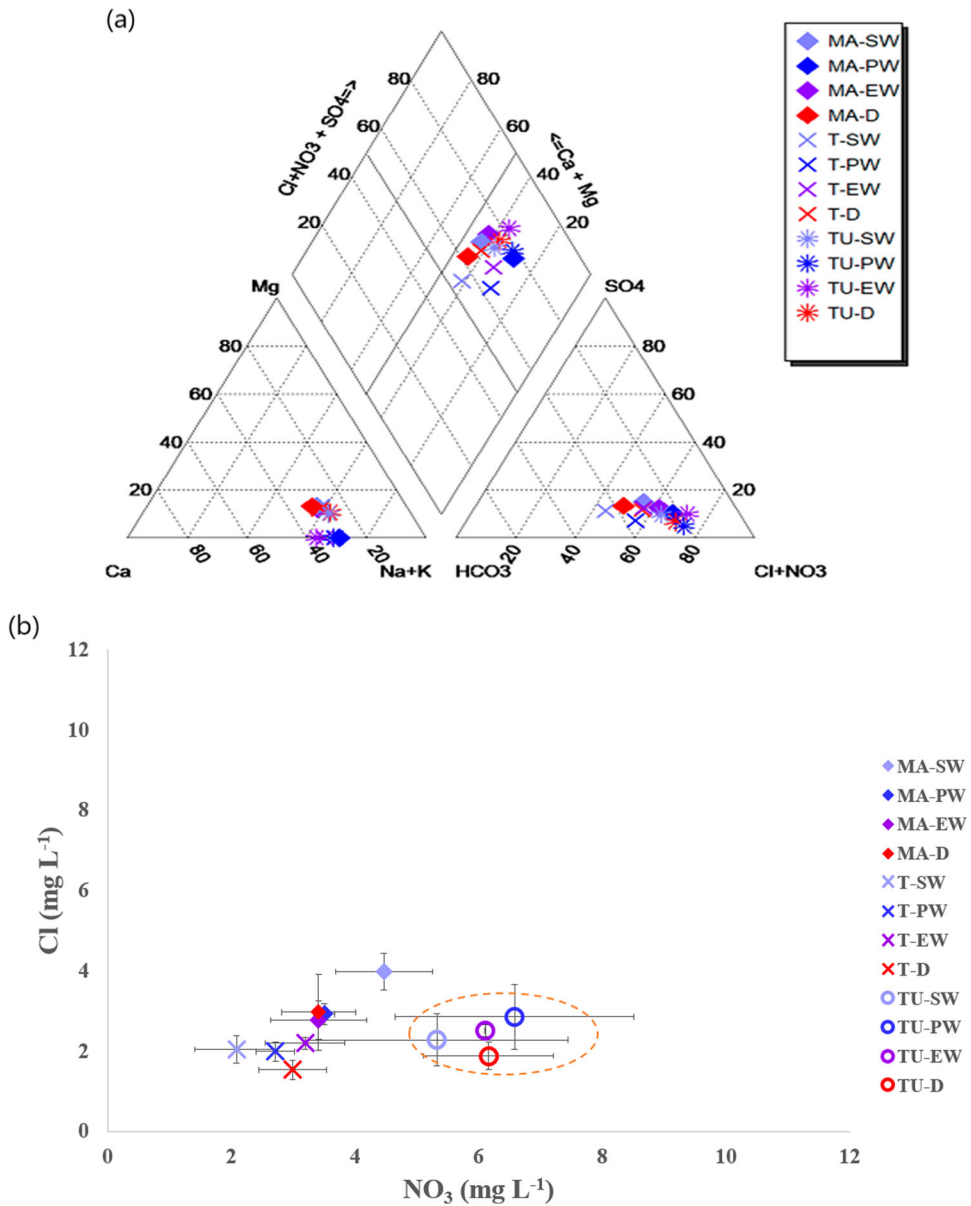 (a)
MA-SW
MA-PW
MA-EW
MA-D
T-SW
T-PW
T-EW
T-D
TU-SW
TU-PW
TU-EW
TU-D
80 80
60 60
40 40
20 20
Cl+NO3 + SO4=>
<=Ca + Mg
Mg SO4
80 80
60 60
40 40
20 20
80 60 40 20
20 40 60 80
Ca Na+K HCO3 Cl+NO3
(b)
12
10
8
6
4
2
0
Cl (mg L-1)
0 2 4 6 8 10 12
NO3 (mg L-1)
MA-SW
MA-PW
MA-EW
MA-D
T-SW
T-PW
T-EW
T-D
TU-SW
TU-PW
TU-EW
TU-D